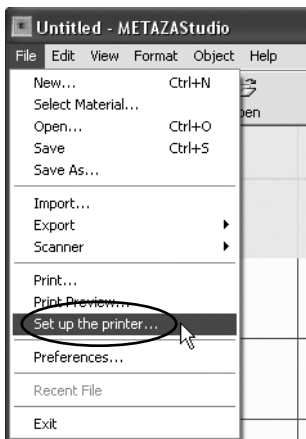 Untitled - METAZAStudio
File Edit View Format Object Help
New... Ctrl+N
Select Material...
Open... Ctrl+O
Save Ctrl+S
Save As...
Import...
Export
Scanner
Print...
Print Preview...
Set up the printer...
Preferences...
Recent File
Exit